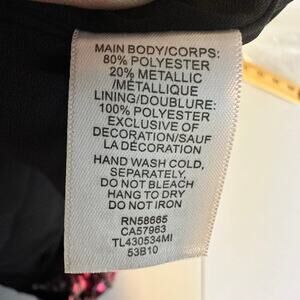 MAIN BODY/CORPS:
80% POLYESTER
20% METALLIC
/METALLIQUE
LINING/DOUBLURE:
100% POLYESTER
EXCLUSIVE OF
DECORATION/SAUF
LA DÉCORATION
HAND WASH COLD,
SEPARATELY,
DO NOT BLEACH
HANG TO DRY
DO NOT IRON
RN58665
CA57963
TL430534MI
53B10